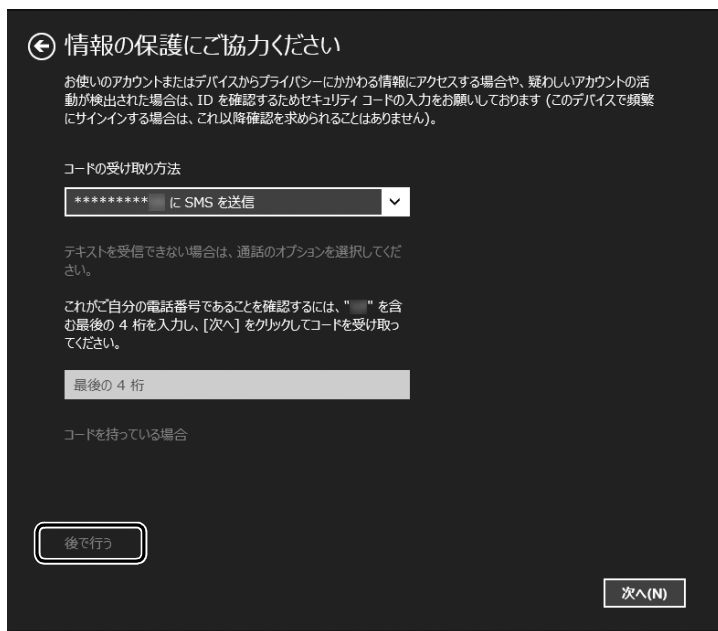 情報の保護にご協力ください
お使いのアカウントまたはデバイスからプライバシーにかかわる情報にアクセスする場合や、疑わしいアカウントの活
動が検出された場合は、ID を確認するためセキュリティ コードの入力をお願いしております (このデバイスで頻繁
にサインインする場合は、これ以降確認を求められることはありません)。
コードの受け取り方法
********* に SMS を送信
テキストを受信できない場合は、通話のオプションを選択してくだ
さい。
これがご自分の電話番号であることを確認するには、" " を含
む最後の 4 桁を入力し、[次へ] をクリックしてコードを受け取っ
てください。
最後の 4 桁
コードを持っている場合
後で行う
次へ(N)